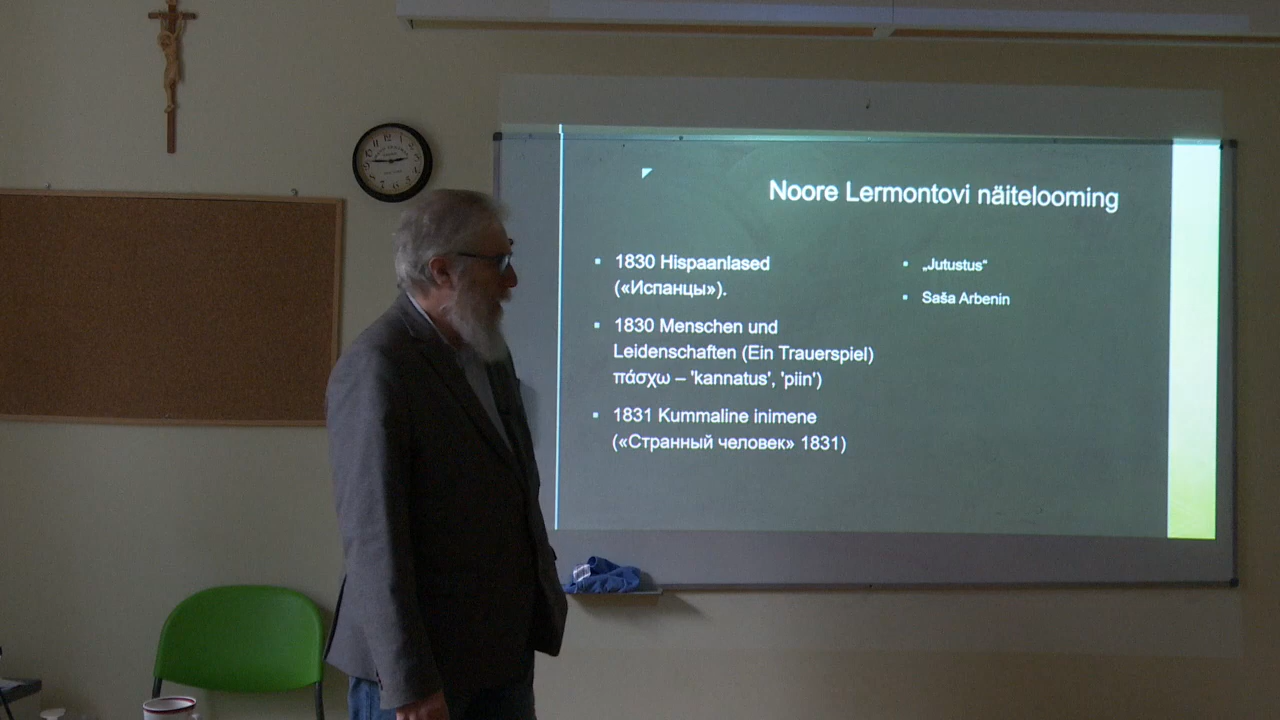 Noore Lermontovi näitelooming
1830 Hispaanlased
(«Испанцы»).
1830 Menschen und
Leidenschaften (Ein Trauerspiel)
πάσχω – 'kannatus', 'piin')
1831 Kummaline inimene
(«Странный человек» 1831)
„Jutustus“
Saša Arbenin